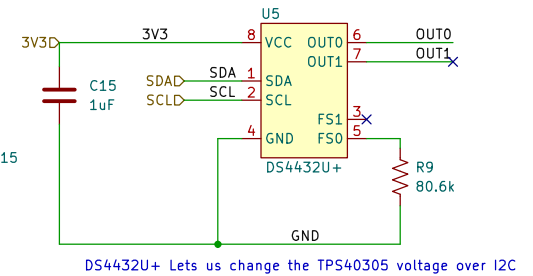 U5
3V3
3V3
8
VCC
OUT0
6
OUT0
OUT1
7
OUT1
C15
1uF
SDA
SDA
1
SDA
SCL
SCL
2
SCL
FS1
3
4
GND
FS0
5
15
DS4432U+
R9
80.6k
GND
DS4432U+ Lets us change the TPS40305 voltage over I2C